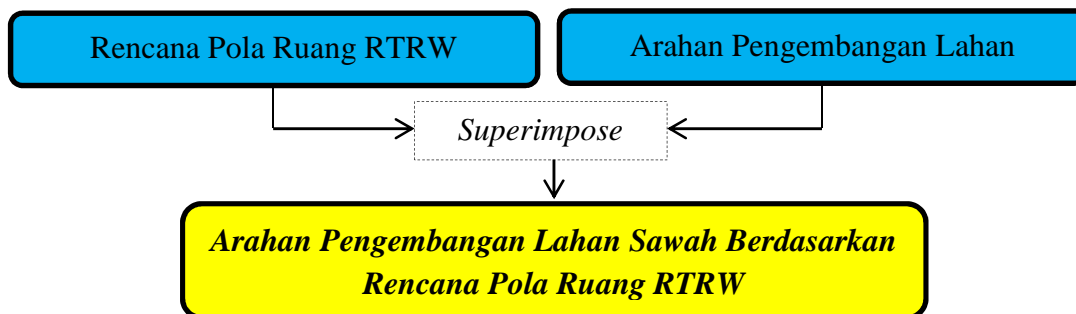 Rencana Pola Ruang RTRW
Arahan Pengembangan Lahan
Superimpose
Arahan Pengembangan Lahan Sawah Berdasarkan
Rencana Pola Ruang RTRW